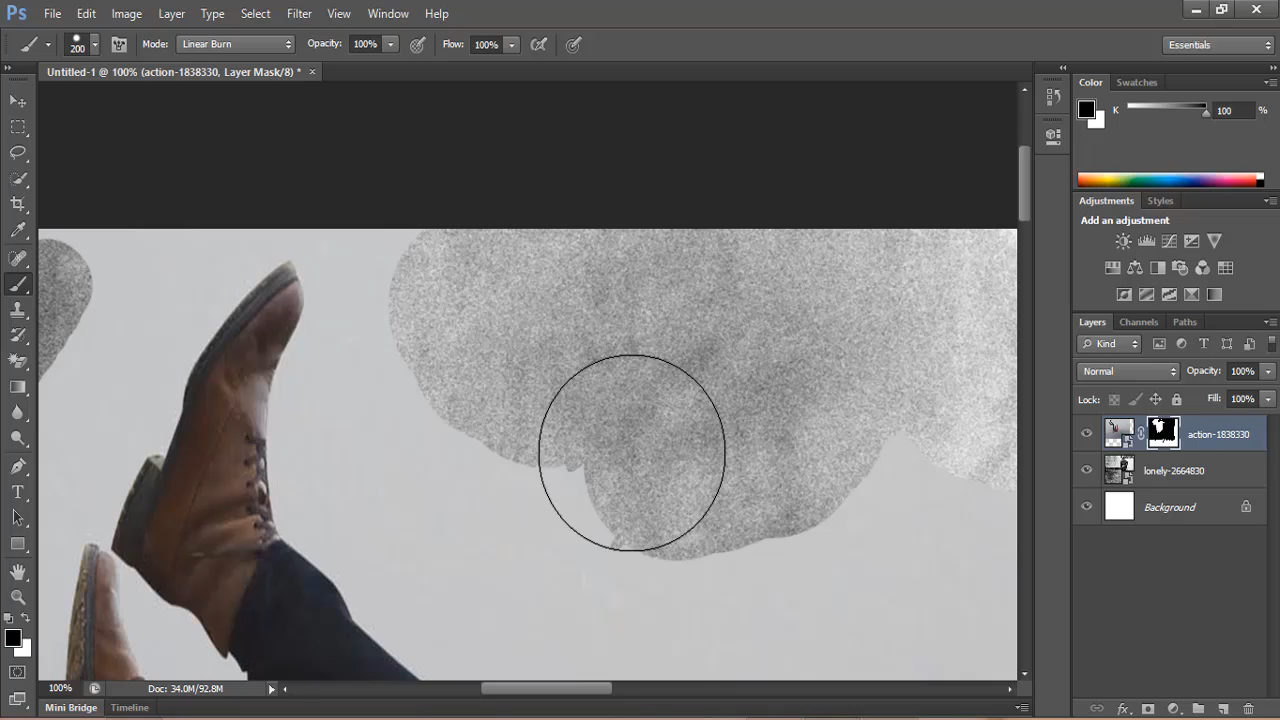 Ps File Edit Image Layer Type Select Filter View Window Help
200 Mode: Linear Burn Opacity: 100% Flow: 100% Essentials
Untitled-1 @ 100% (action-1838330, Layer Mask/8) * ×
Color Swatches
K 100 %
Adjustments Styles
Add an adjustment
Layers Channels Paths
Kind
Normal Opacity: 100%
Lock: Fill: 100%
action-1838330
lonely-2664830
Background
100% Doc: 34.0M/92.8M
Mini Bridge Timeline
fx